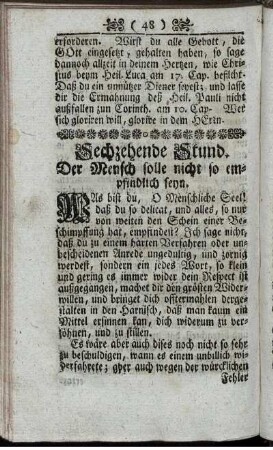 ( 48 )
erforderen. Wirst du alle Gebott, die
GOtt eingesetzt, gehalten haben, so sage
dannoch allzeit in deinem Hertzen, wie Chri-
stus beym Heil. Luca am 17. Cap. befihlt:
Daß du ein unnützer Diener seyest; und lasse
dir die Ermahnung deß Heil. Pauli nicht
ausfallen zun Corinth. am 10. Cap. Wer
sich gloriren will, glorire in dem HErrn.
Sechzehende Stund.
Der Mensch solle nicht so em-
pfindlich seyn.
WAs bist du, O Menschliche Seel!
daß du so delicat, und alles, so nur
von weiten den Schein einer Be-
schimpffung hat, empfindest? Ich sage nicht,
daß du zu einem harten Verfahren oder un-
bescheidenen Anrede ungedultig, und zornig
werdest, sondern ein jedes Wort, so klein
und gering es immer wider dein Respect ist
ausgegangen, machet dir den größten Wider-
willen, und bringet dich offtermahlen derge-
stalten in den Harnisch, daß man kaum ein
Mittel ersinnen kan, dich widerum zu ver-
söhnen, und zu stillen.
Es wäre aber auch dises noch nicht so sehr
zu beschuldigen, wann es einem unbillich wi-
derfahrete; aber auch wegen der würcklichen
Fehler